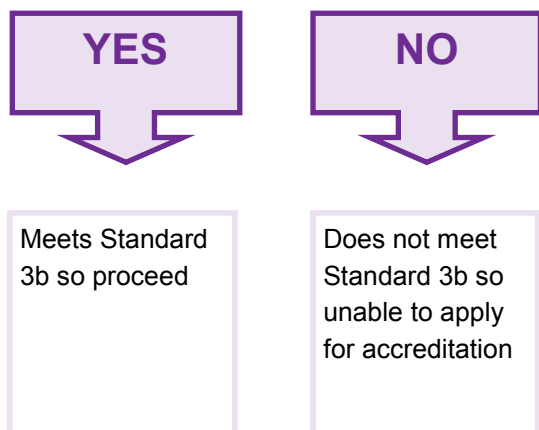 YES
NO
Meets Standard
3b so proceed
Does not meet
Standard 3b so
unable to apply
for accreditation